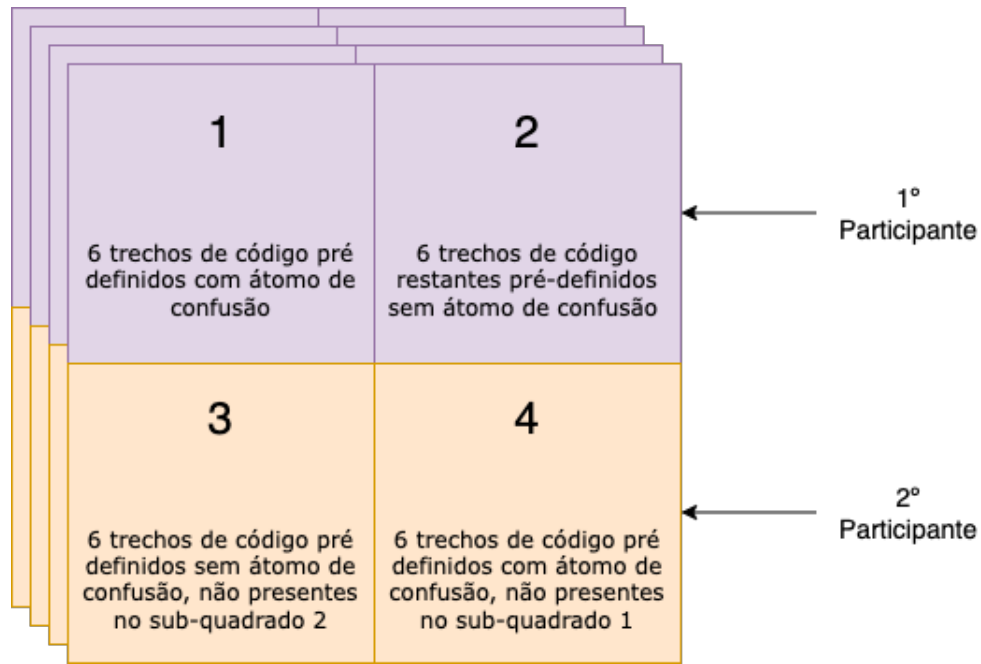 1
6 trechos de código pré
definidos com átomo de
confusão
2
6 trechos de código
restantes pré-definidos
sem átomo de confusão
1º
Participante
3
6 trechos de código pré
definidos sem átomo de
confusão, não presentes
no sub-quadrado 2
4
6 trechos de código pré
definidos com átomo de
confusão, não presentes
no sub-quadrado 1
2º
Participante